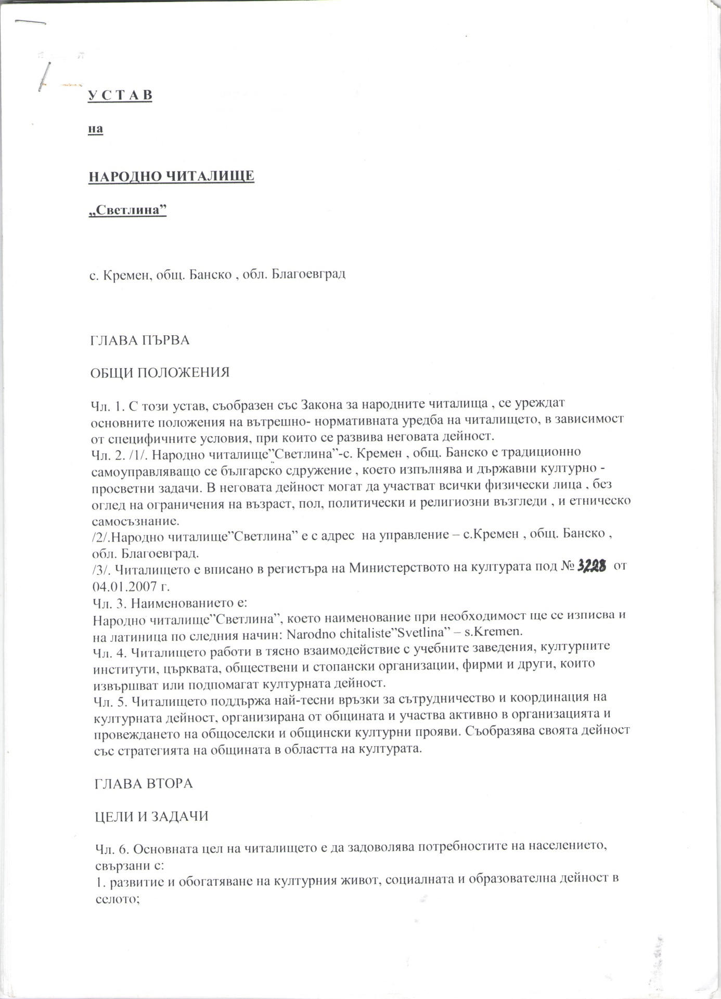 У С Т А В
на
НАРОДНО ЧИТАЛИЩЕ
„Светлина”
с. Кремен, общ. Банско , обл. Благоевград
ГЛАВА ПЪРВА
ОБЩИ ПОЛОЖЕНИЯ
Чл. 1. С този устав, съобразен със Закона за народните читалища , се уреждат
основните положения на вътрешно- нормативната уредба на читалището, в зависимост
от специфичните условия, при които се развива неговата дейност.
Чл. 2. /1/. Народно читалище”Светлина”-с. Кремен , общ. Банско е традиционно
самоуправляващо се българско сдружение , което изпълнява и държавни културно -
просветни задачи. В неговата дейност могат да участват всички физически лица , без
оглед на ограничения на възраст, пол, политически и религиозни възгледи , и етническо
самосъзнание.
/2/.Народно читалище”Светлина” е с адрес на управление – с.Кремен , общ. Банско ,
обл. Благоевград.
/3/. Читалището е вписано в регистъра на Министерството на културата под № 3228 от
04.01.2007 г.
Чл. 3. Наименованието е:
Народно читалище”Светлина”, което наименование при необходимост ще се изписва и
на латиница по следния начин: Narodno chitaliste”Svetlina” – s.Kremen.
Чл. 4. Читалището работи в тясно взаимодействие с учебните заведения, културните
институти, църквата, обществени и стопански организации, фирми и други, които
извършват или подпомагат културната дейност.
Чл. 5. Читалището поддържа най-тесни връзки за сътрудничество и координация на
културната дейност, организирана от общината и участва активно в организацията и
провеждането на общоселски и общински културни прояви. Съобразява своята дейност
със стратегията на общината в областта на културата.
ГЛАВА ВТОРА
ЦЕЛИ И ЗАДАЧИ
Чл. 6. Основната цел на читалището е да задоволява потребностите на населението,
свързани с:
1. развитие и обогатяване на културния живот, социалната и образователна дейност в
селото;